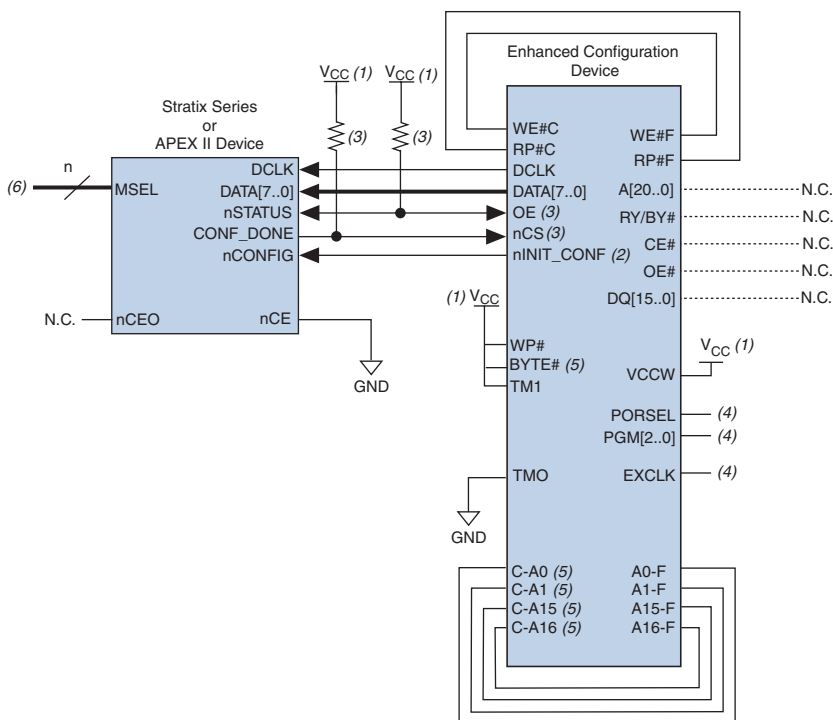 Enhanced Configuration
Device
VCC (1)
VCC (1)
Stratix Series
or
APEX II Device
(3)
(3)
n
(6)
MSEL
DCLK
DATA[7..0]
nSTATUS
CONF_DONE
nCONFIG
N.C.
nCEO
nCE
GND
WE#C
RP#C
DCLK
DATA[7..0]
OE (3)
nCS (3)
nINIT_CONF (2)
WE#F
RP#F
A[20..0]
N.C.
RY/BY#
N.C.
CE#
N.C.
OE#
N.C.
DQ[15..0]
N.C.
(1) VCC
WP#
BYTE# (5)
TM1
VCC (1)
VCCW
PORSEL
(4)
PGM[2..0]
(4)
TMO
EXCLK
(4)
GND
C-A0 (5)
A0-F
C-A1 (5)
A1-F
C-A15 (5)
A15-F
C-A16 (5)
A16-F